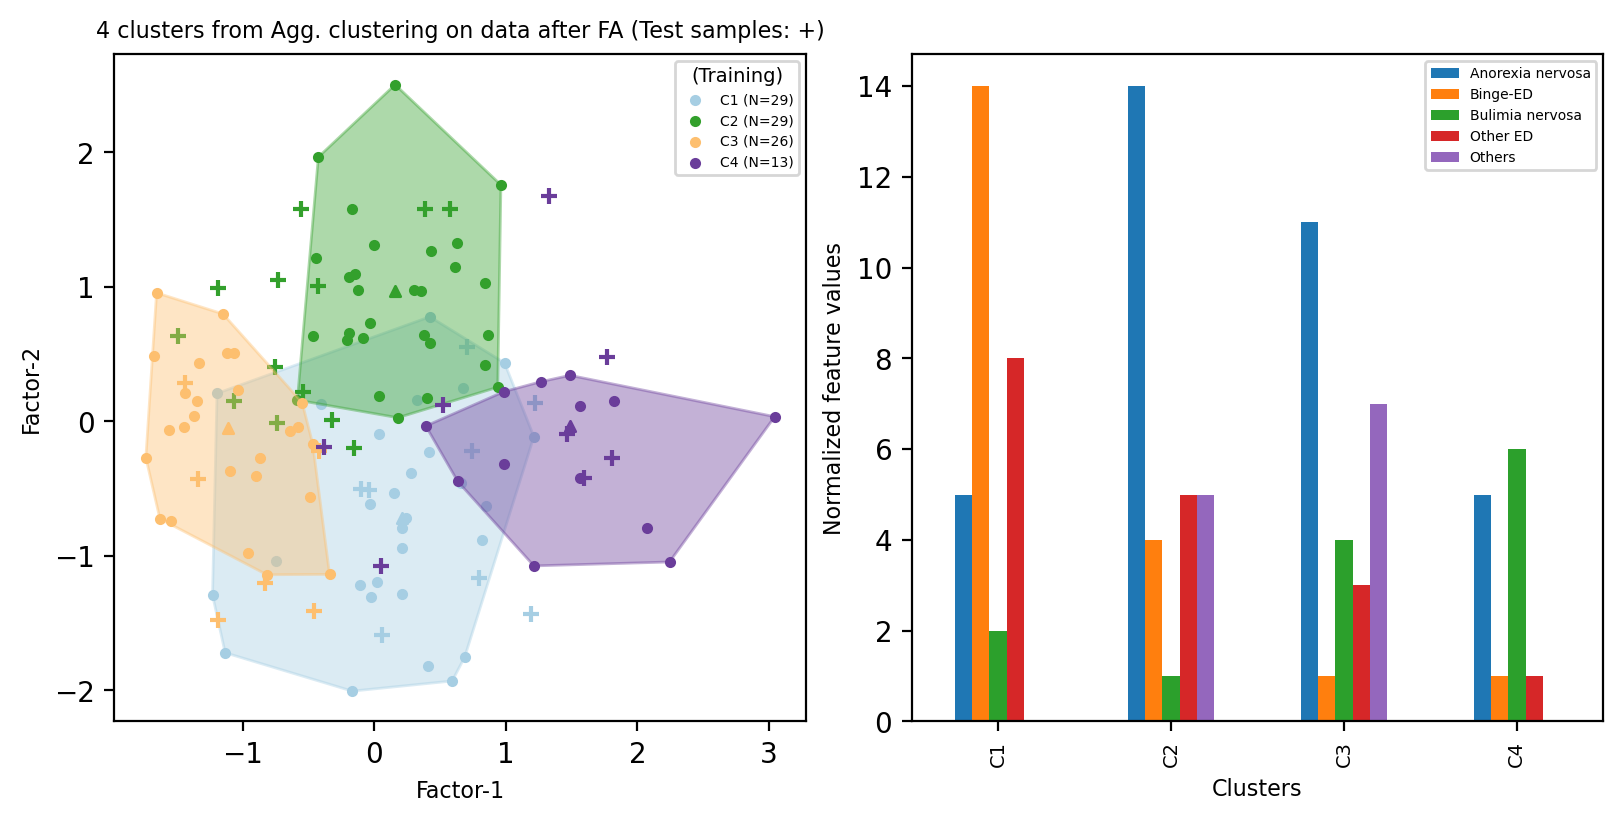 4 clusters from Agg. clustering on data after FA (Test samples: +)
(Training)
C1 (N=29)
C2 (N=29)
C3 (N=26)
C4 (N=13)
2
1
0
−1
−2
Factor-2
−1
0
1
2
3
Factor-1
Anorexia nervosa
Binge-ED
Bulimia nervosa
Other ED
Others
14
12
10
8
6
4
2
0
Normalized feature values
C1
C2
C3
C4
Clusters